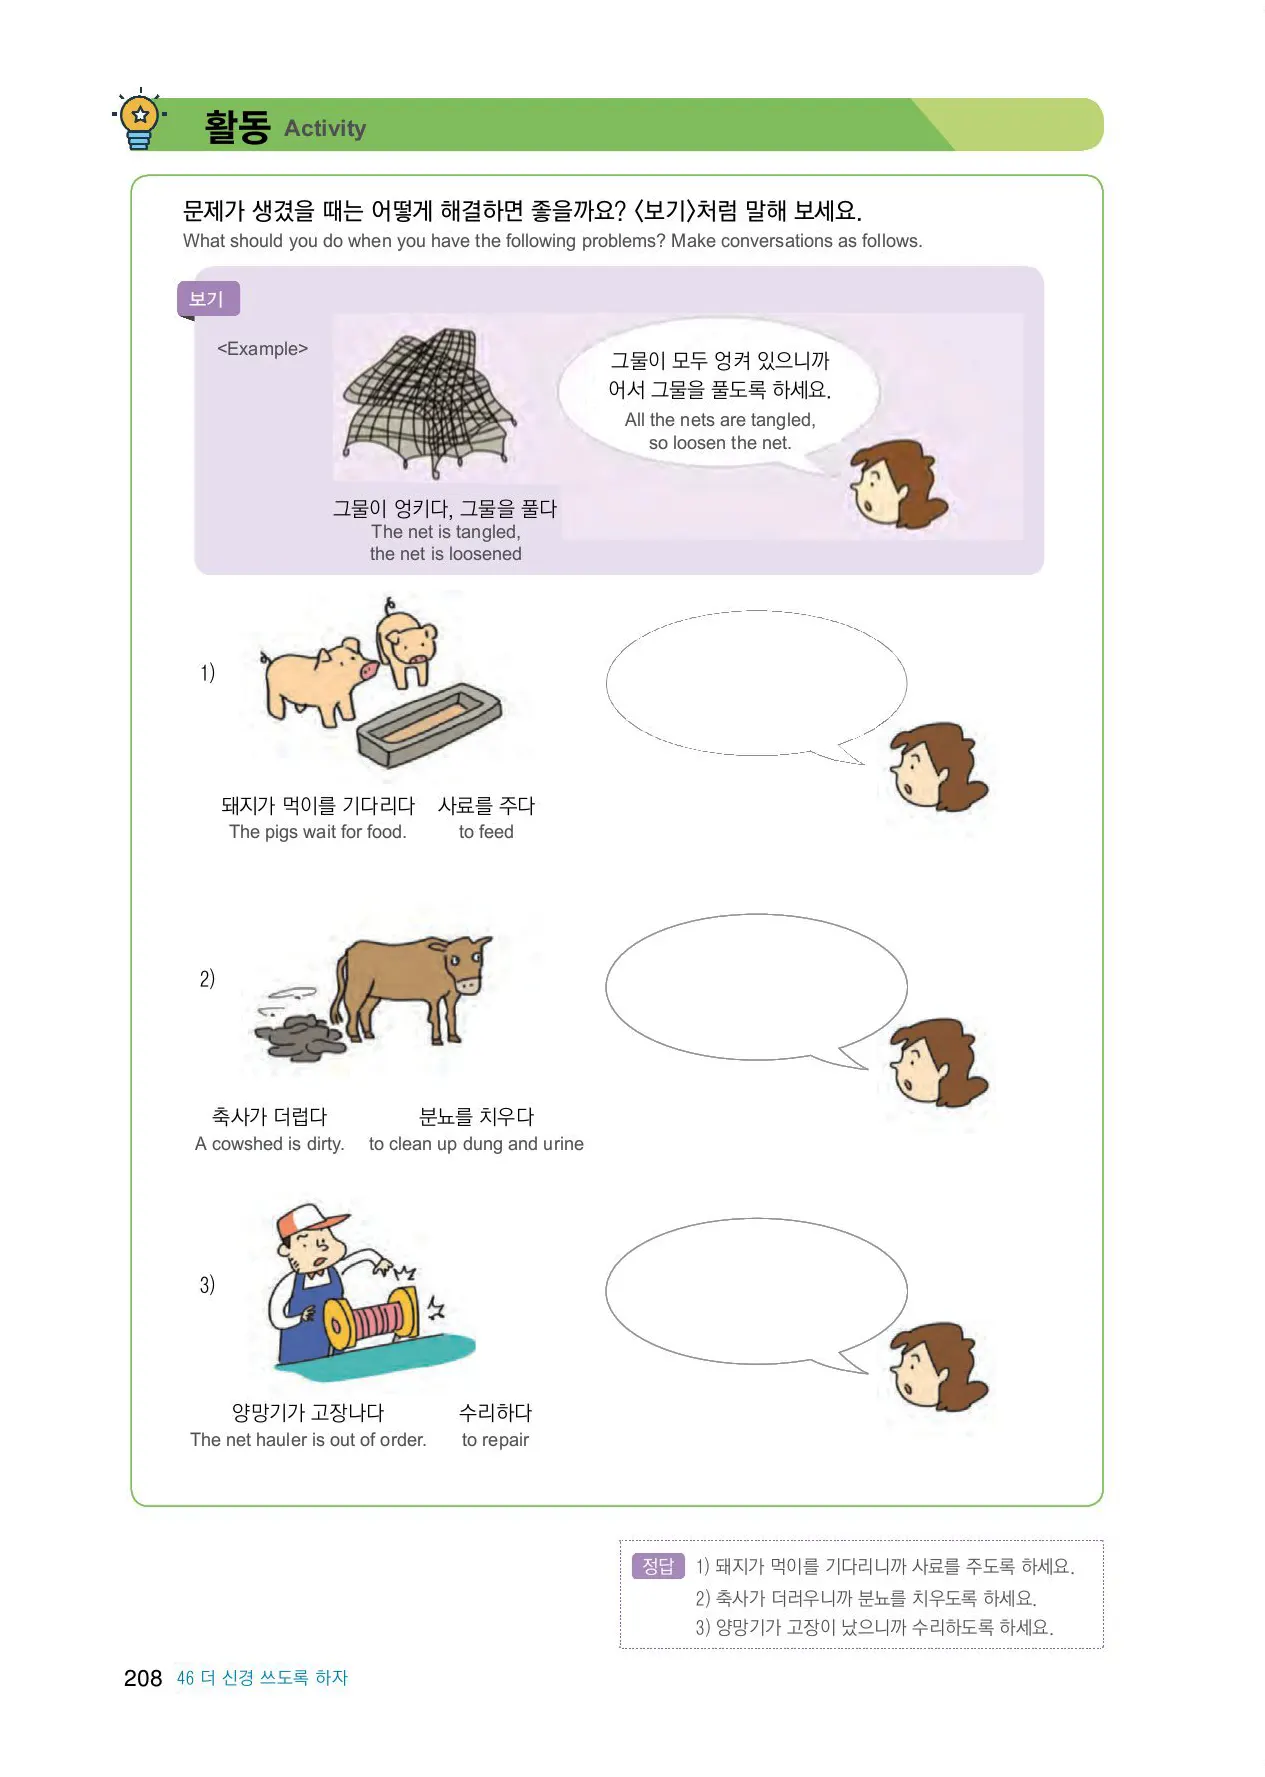 활동 Activity
문제가 생겼을 때는 어떻게 해결하면 좋을까요? 〈보기〉처럼 말해 보세요.
What should you do when you have the following problems? Make conversations as follows.
보기
<Example>
그물이 모두 엉켜 있으니까
어서 그물을 풀도록 하세요.
All the nets are tangled,
so loosen the net.
그물이 엉키다, 그물을 풀다
The net is tangled,
the net is loosened
1)
돼지가 먹이를 기다리다 사료를 주다
The pigs wait for food. to feed
2)
축사가 더럽다 분뇨를 치우다
A cowshed is dirty. to clean up dung and urine
3)
양망기가 고장나다 수리하다
The net hauler is out of order. to repair
정답 1) 돼지가 먹이를 기다리니까 사료를 주도록 하세요.
2) 축사가 더러우니까 분뇨를 치우도록 하세요.
3) 양망기가 고장이 났으니까 수리하도록 하세요.
208 46 더 신경 쓰도록 하자